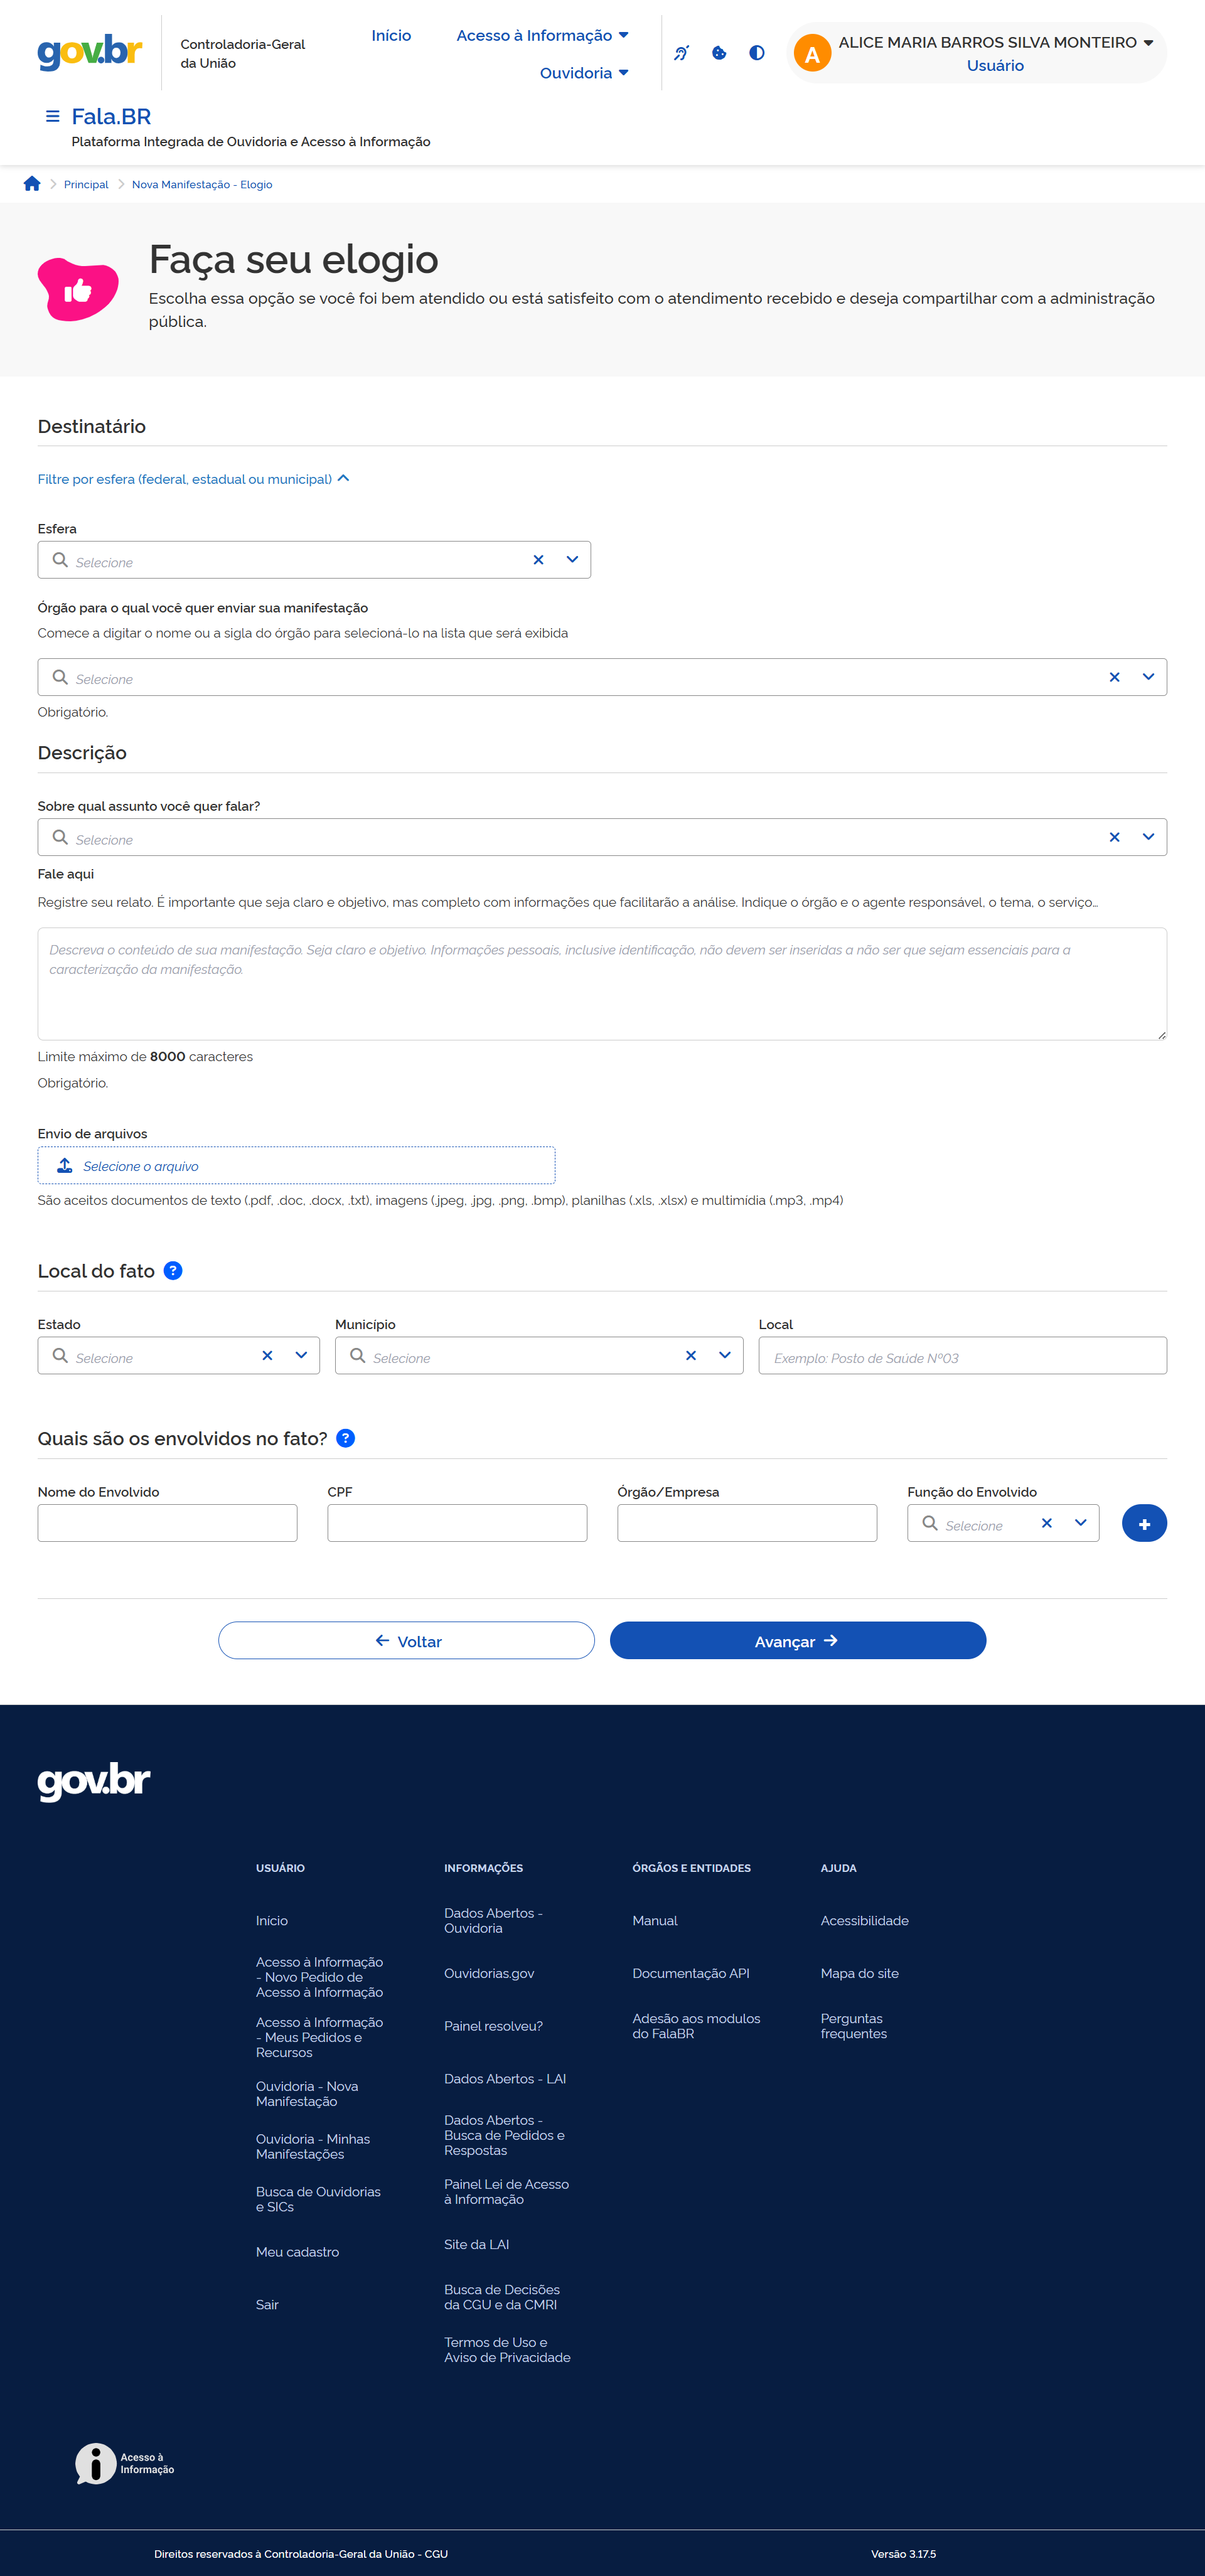 gov.br
Controladoria-Geral
da União
Início
Acesso à Informação
Ouvidoria
A
ALICE MARIA BARROS SILVA MONTEIRO
Usuário
Fala.BR
Plataforma Integrada de Ouvidoria e Acesso à Informação
Principal
Nova Manifestação - Elogio
Faça seu elogio
Escolha essa opção se você foi bem atendido ou está satisfeito com o atendimento recebido e deseja compartilhar com a administração
pública.
Destinatário
Filtre por esfera (federal, estadual ou municipal)
Esfera
Selecione
Órgão para o qual você quer enviar sua manifestação
Comece a digitar o nome ou a sigla do órgão para selecioná-lo na lista que será exibida
Selecione
Obrigatório.
Descrição
Sobre qual assunto você quer falar?
Selecione
Fale aqui
Registre seu relato. É importante que seja claro e objetivo, mas completo com informações que facilitarão a análise. Indique o órgão e o agente responsável, o tema, o serviço...
Descreva o conteúdo de sua manifestação. Seja claro e objetivo. Informações pessoais, inclusive identificação, não devem ser inseridas a não ser que sejam essenciais para a
caracterização da manifestação.
Limite máximo de 8000 caracteres
Obrigatório.
Envio de arquivos
Selecione o arquivo
São aceitos documentos de texto (.pdf, .doc, .docx, .txt), imagens (.jpeg, .jpg, .png, .bmp), planilhas (.xls, .xlsx) e multimídia (.mp3, .mp4)
Local do fato ?
Estado
Município
Local
Selecione
Selecione
Exemplo: Posto de Saúde Nº03
Quais são os envolvidos no fato? ?
Nome do Envolvido
CPF
Órgão/Empresa
Função do Envolvido
Selecione
Voltar
Avançar
gov.br
USUÁRIO
Início
Acesso à Informação
- Novo Pedido de
Acesso à Informação
Acesso à Informação
- Meus Pedidos e
Recursos
Ouvidoria - Nova
Manifestação
Ouvidoria - Minhas
Manifestações
Busca de Ouvidorias
e SICs
Meu cadastro
Sair
INFORMAÇÕES
Dados Abertos -
Ouvidoria
Ouvidorias.gov
Painel resolveu?
Dados Abertos - LAI
Dados Abertos -
Busca de Pedidos e
Respostas
Painel Lei de Acesso
à Informação
Site da LAI
Busca de Decisões
da CGU e da CMRI
Termos de Uso e
Aviso de Privacidade
ÓRGÃOS E ENTIDADES
Manual
Documentação API
Adesão aos modulos
do FalaBR
AJUDA
Acessibilidade
Mapa do site
Perguntas
frequentes
Acesso à
Informação
Direitos reservados à Controladoria-Geral da União - CGU
Versão 3.17.5